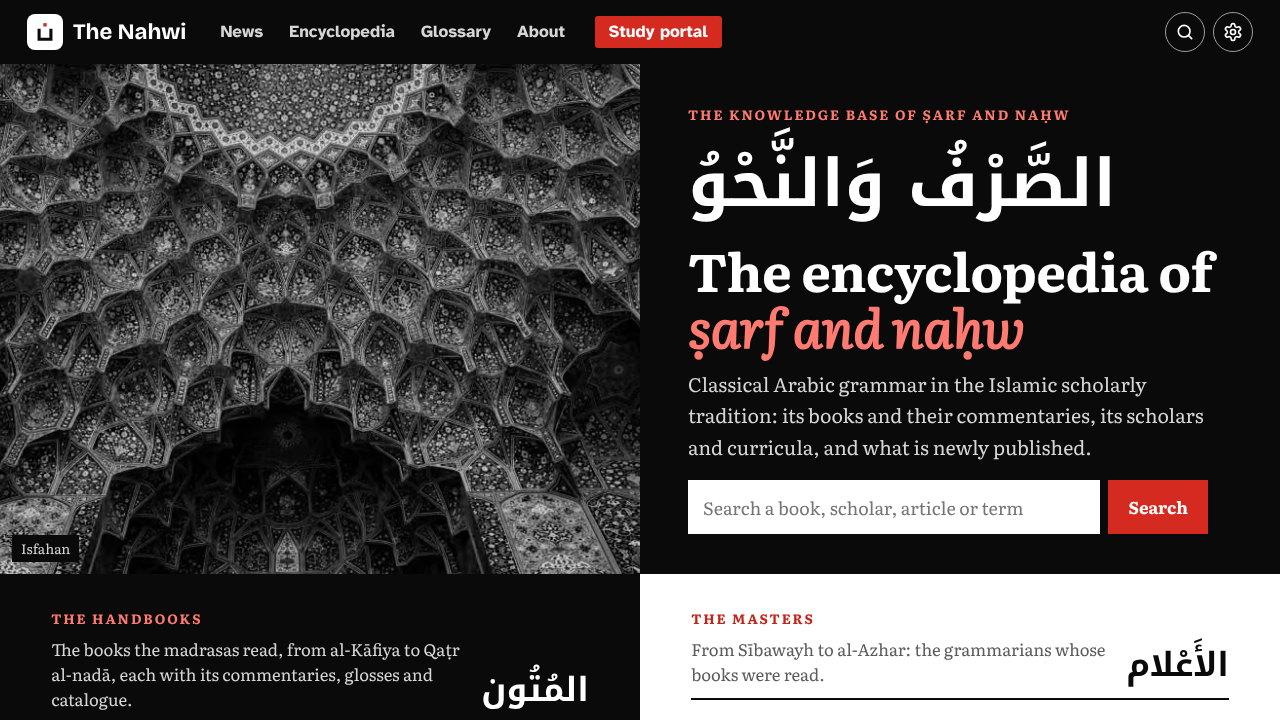 The Nahwi
News Encyclopedia Glossary About Study portal
THE KNOWLEDGE BASE OF ṢARF AND NAḤW
الصَّرْفُ وَالنَّحْوُ
The encyclopedia of
ṣarf and naḥw
Classical Arabic grammar in the Islamic scholarly
tradition: its books and their commentaries, its scholars
and curricula, and what is newly published.
Search a book, scholar, article or term
Search
Isfahan
THE HANDBOOKS
The books the madrasas read, from al-Kāfiya to Qaṭr
al-nadā, each with its commentaries, glosses and
catalogue.
المُتُون
THE MASTERS
From Sībawayh to al-Azhar: the grammarians whose
books were read.
الأَعْلام